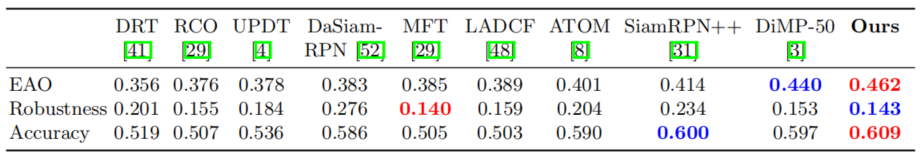 DRT RCO UPDT DaSiam- MFT LADCF ATOM SiamRPN++ DiMP-50 Ours
[41] [29] [4] RPN [52] [29] [48] [8] [31] [3]
EAO 0.356 0.376 0.378 0.383 0.385 0.389 0.401 0.414 0.440 0.462
Robustness 0.201 0.155 0.184 0.276 0.140 0.159 0.204 0.234 0.153 0.143
Accuracy 0.519 0.507 0.536 0.586 0.505 0.503 0.590 0.600 0.597 0.609